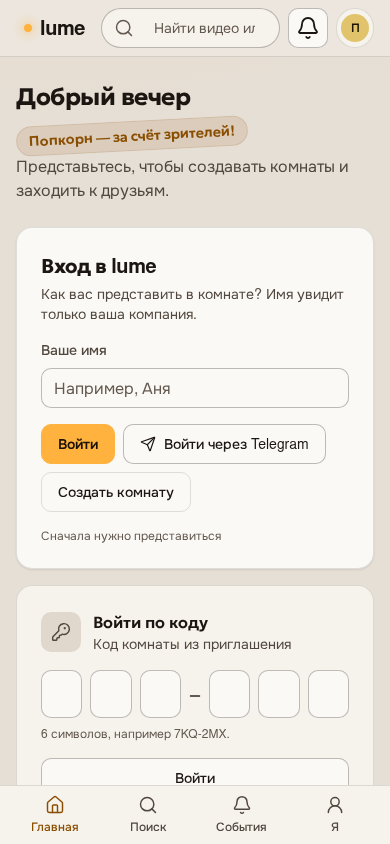 lume
Найти видео ил
П
Добрый вечер
Попкорн — за счёт зрителей!
Представьтесь, чтобы создавать комнаты и
заходить к друзьям.
Вход в lume
Как вас представить в комнате? Имя увидит
только ваша компания.
Ваше имя
Например, Аня
Войти
Войти через Telegram
Создать комнату
Сначала нужно представиться
Войти по коду
Код комнаты из приглашения
–
6 символов, например 7KQ-2MX.
Войти
Главная
Поиск
События
Я